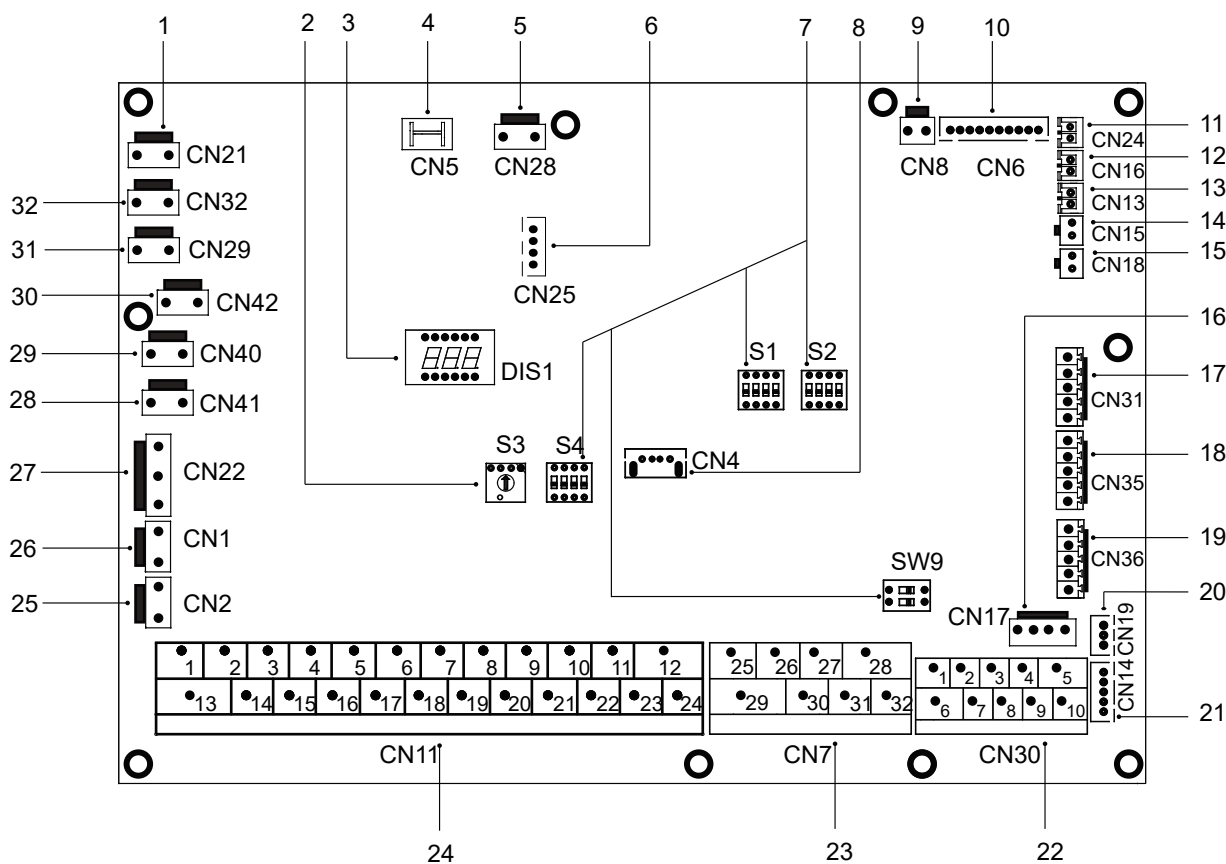 1 2 3 4 5 6 7 8 9 10
CN21 CN5 CN28 CN8 CN6 CN24 11
CN16 12
32 CN32 CN13 13
31 CN29 CN15 14
CN25 CN18 15
30 CN42
16
29 CN40 DIS1 S1 S2
28 CN41 CN31 17
27 CN22 S3 S4 CN4 CN35 18
26 CN1 CN36 19
SW9
25 CN2 CN17 CN19 20
1 2 3 4 5 6 7 8 9 10 11 12 25 26 27 28 1 2 3 4 5 CN14
13 14 15 16 17 18 19 20 21 22 23 24 29 30 31 32 6 7 8 9 10 21
CN11 CN7 CN30
24 23 22